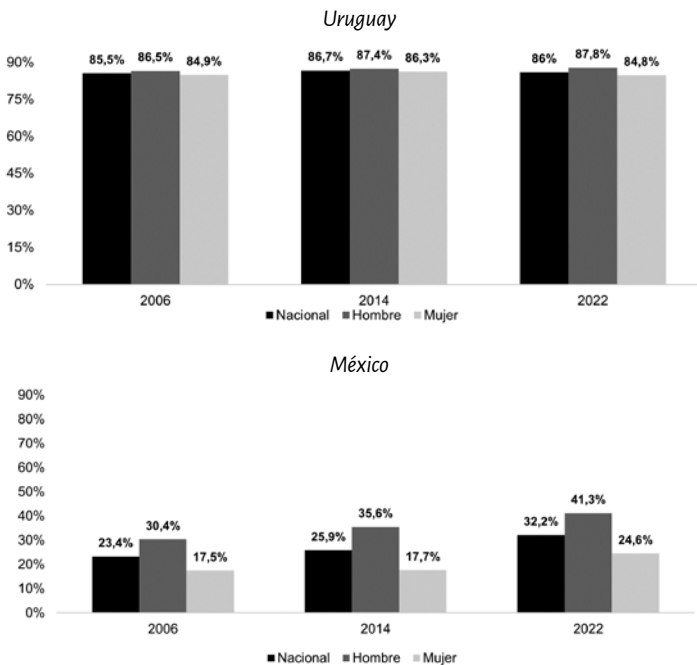 Uruguay
85,5% 86,5% 84,9% 86,7% 87,4% 86,3% 86% 87,8% 84,8%
90%
75%
60%
45%
30%
15%
0%
2006 2014 2022
Nacional Hombre Mujer
México
90%
80%
70%
60%
50%
40%
30%
20%
10%
0%
23,4% 30,4% 17,5% 25,9% 35,6% 17,7% 32,2% 41,3% 24,6%
2006 2014 2022
Nacional Hombre Mujer